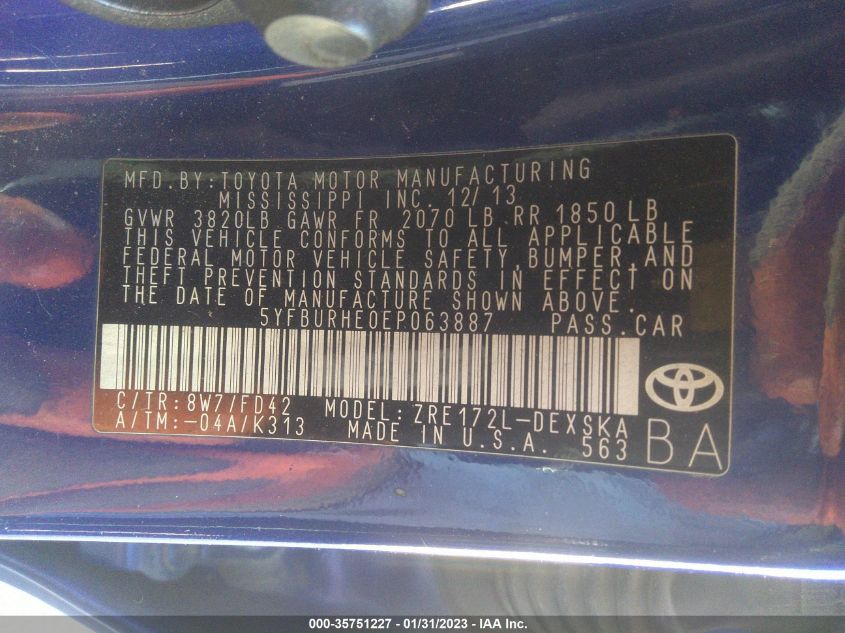 MFD.BY:TOYOTA MOTOR MANUFACTURING
MISSISSIPPI INC. 12/13
GVWR 3820LB GAWR FR 2070 LB RR 1850 LB
THIS VEHICLE CONFORMS TO ALL APPLICABLE
FEDERAL MOTOR VEHICLE SAFETY,BUMPER,AND
THEFT PREVENTION STANDARDS IN EFFECT ON
THE DATE OF MANUFACTURE SHOWN ABOVE.
5YFBURHE0EP063887 PASS.CAR
C/TR:8W7/FD42 MODEL:ZRE172L-DEXSKA
A/TM:-04A/K313 MADE IN U.S.A. 563 BA
000-35751227 — 01/31/2023 — IAA Inc.